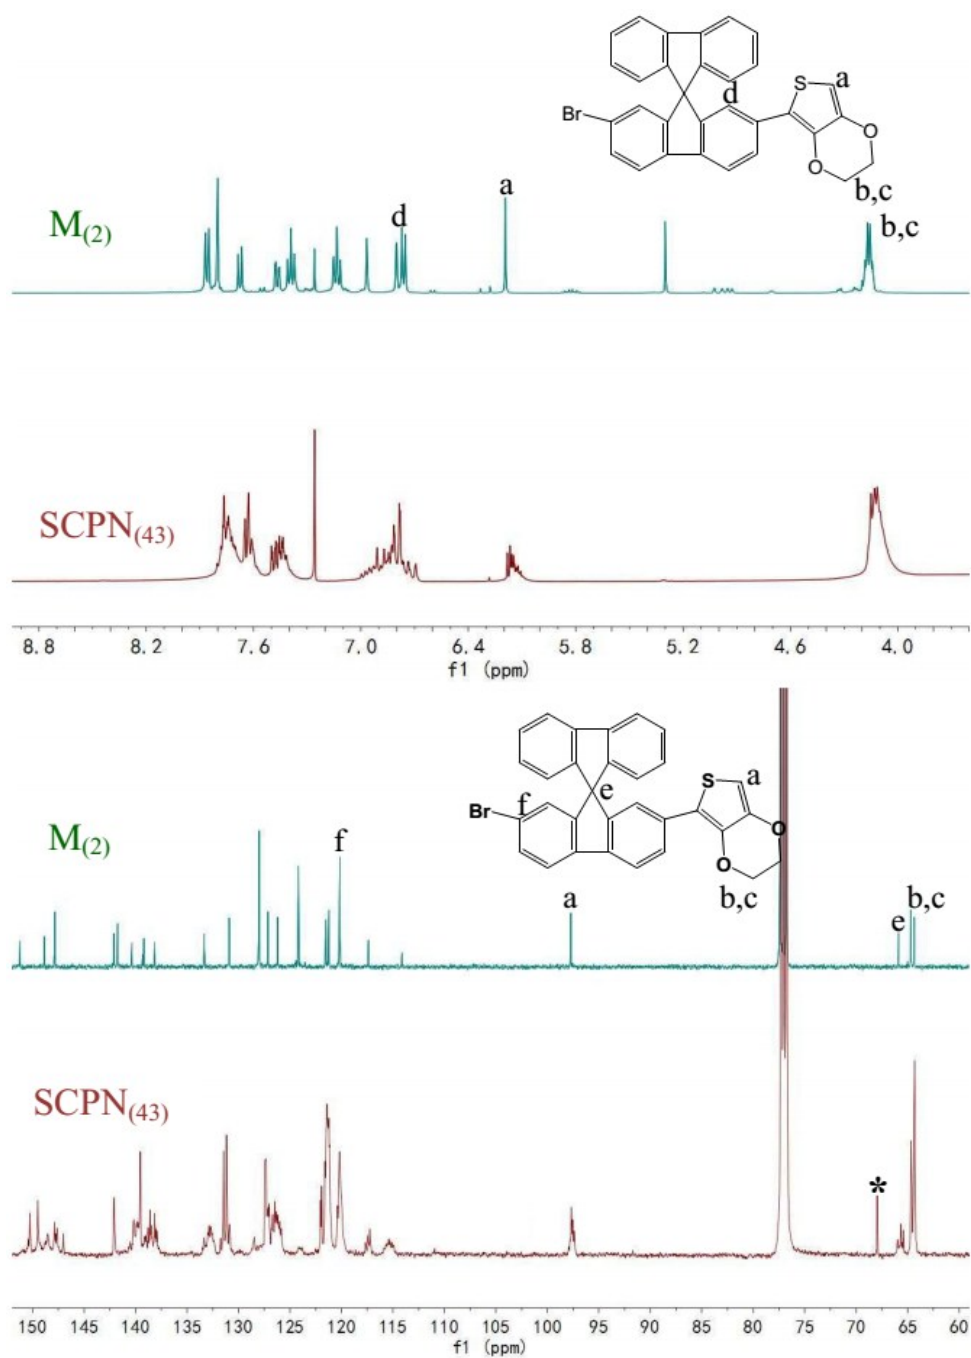 S
a
d
Br
O
O
b,c
a
M(2)
d
b,c
SCPN(43)
8.8 8.2 7.6 7.0 6.4 5.8 5.2 4.6 4.0
f1 (ppm)
S
a
e
f
Br
O
O
M(2)
f
b,c
a
e
b,c
SCPN(43)
*
150 145 140 135 130 125 120 115 110 105 100 95 90 85 80 75 70 65 60
f1 (ppm)